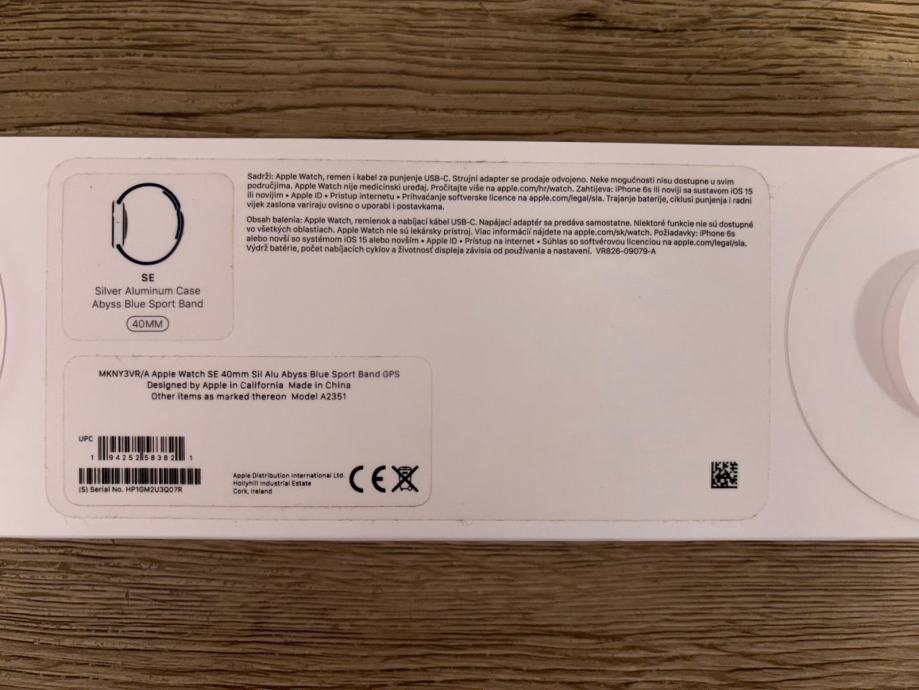 Sadrži: Apple Watch, remen i kabel za punjenje USB-C. Strujni adapter se prodaje odvojeno. Neke mogućnosti nisu dostupne u svim
područjima. Apple Watch nije medicinski uređaj. Pročitajte više na apple.com/hr/watch. Zahtijeva: iPhone 6s ili noviji sa sustavom iOS 15
ili novijim • Apple ID • Pristup internetu • Prihvaćanje softverske licence na apple.com/legal/sla. Trajanje baterije, ciklusi punjenja i radni
vijek zaslona variraju ovisno o uporabi i postavkama.
Obsah balenia: Apple Watch, remienok a nabíjací kábel USB-C. Napájací adaptér sa predáva samostatne. Niektoré funkcie nie sú dostupné
vo všetkých oblastiach. Apple Watch nie sú lekársky prístroj. Viac informácií nájdete na apple.com/sk/watch. Požiadavky: iPhone 6s
alebo novší so systémom iOS 15 alebo novším • Apple ID • Prístup na internet • Súhlas so softvérovou licenciou na apple.com/legal/sla.
Výdrž batérie, počet nabíjacích cyklov a životnosť displeja závisia od používania a nastavení. VR826-09079-A
SE
Silver Aluminum Case
Abyss Blue Sport Band
40MM
MKNY3VR/A Apple Watch SE 40mm Sil Alu Abyss Blue Sport Band GPS
Designed by Apple in California Made in China
Other items as marked thereon Model A2351
UPC
1 94252 58382 1
(S) Serial No. HP1GM2U3Q07R
Apple Distribution International Ltd.
Hollyhill Industrial Estate
Cork, Ireland
CE